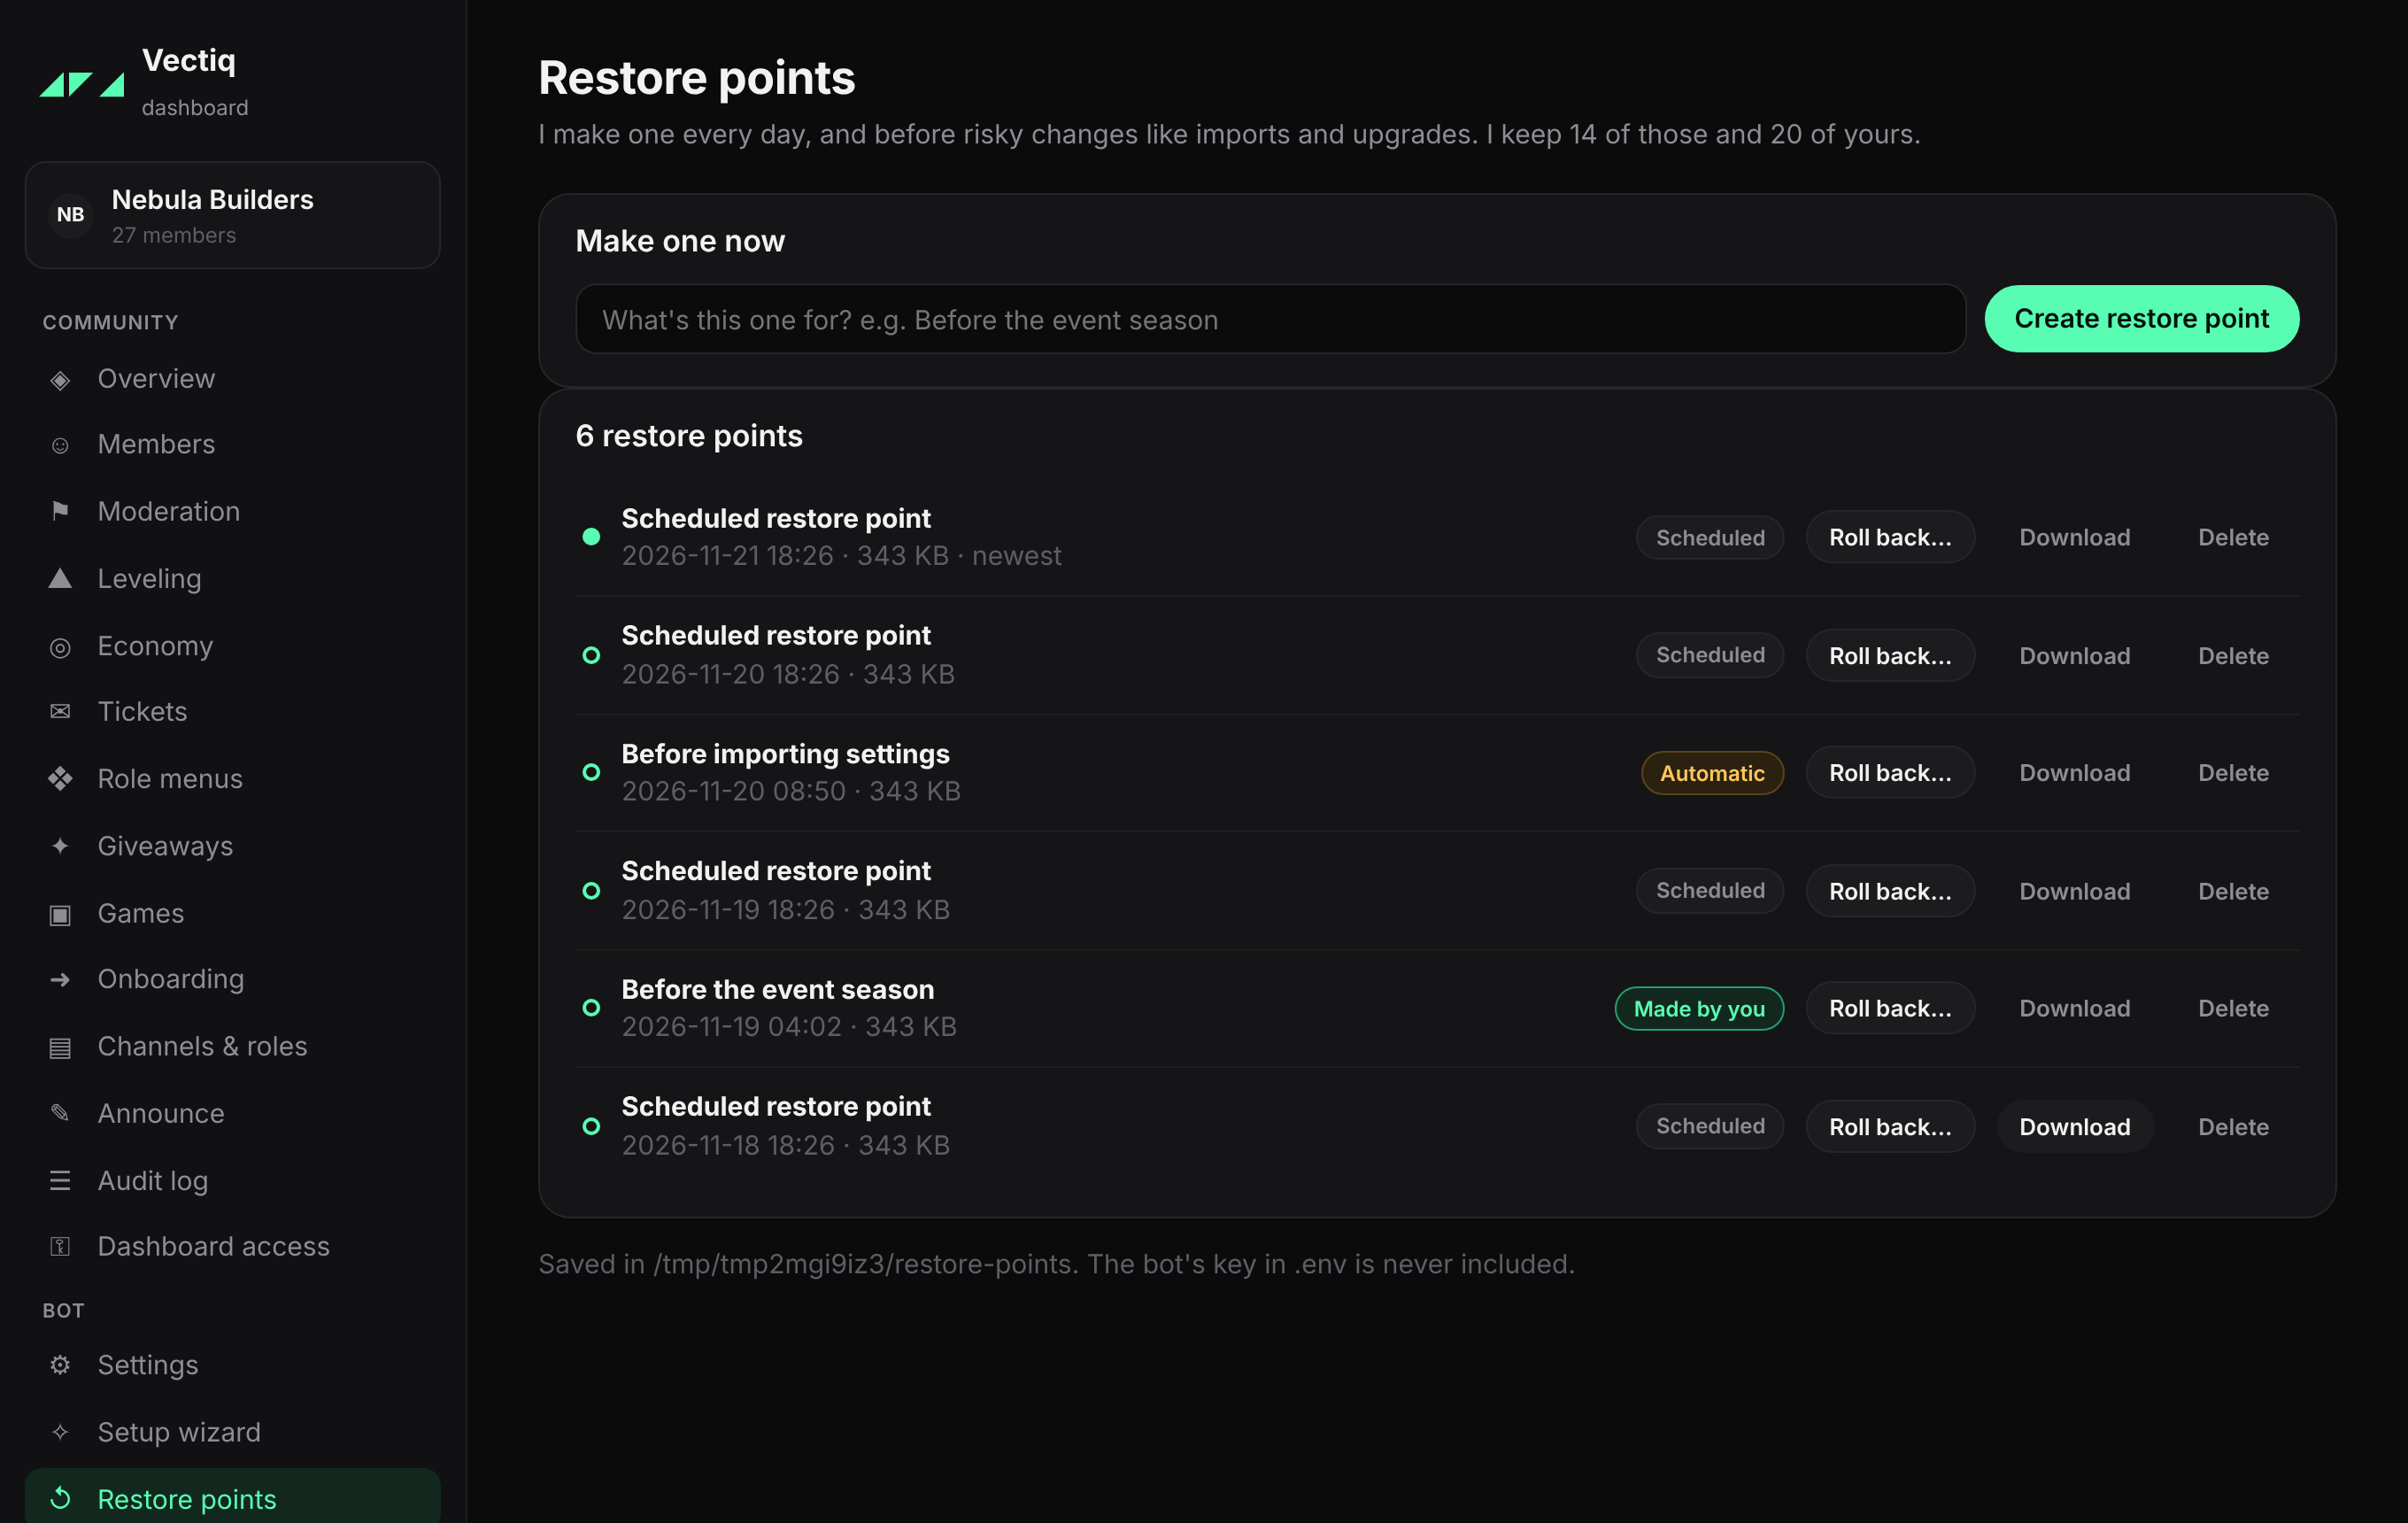 Vectiq
dashboard
NB
Nebula Builders
27 members
COMMUNITY
Overview
Members
Moderation
Leveling
Economy
Tickets
Role menus
Giveaways
Games
Onboarding
Channels & roles
Announce
Audit log
Dashboard access
BOT
Settings
Setup wizard
Restore points
Restore points
I make one every day, and before risky changes like imports and upgrades. I keep 14 of those and 20 of yours.
Make one now
What's this one for? e.g. Before the event season
Create restore point
6 restore points
Scheduled restore point
2026-11-21 18:26 · 343 KB · newest
Scheduled Roll back... Download Delete
Scheduled restore point
2026-11-20 18:26 · 343 KB
Scheduled Roll back... Download Delete
Before importing settings
2026-11-20 08:50 · 343 KB
Automatic Roll back... Download Delete
Scheduled restore point
2026-11-19 18:26 · 343 KB
Scheduled Roll back... Download Delete
Before the event season
2026-11-19 04:02 · 343 KB
Made by you Roll back... Download Delete
Scheduled restore point
2026-11-18 18:26 · 343 KB
Scheduled Roll back... Download Delete
Saved in /tmp/tmp2mgi9iz3/restore-points. The bot's key in .env is never included.